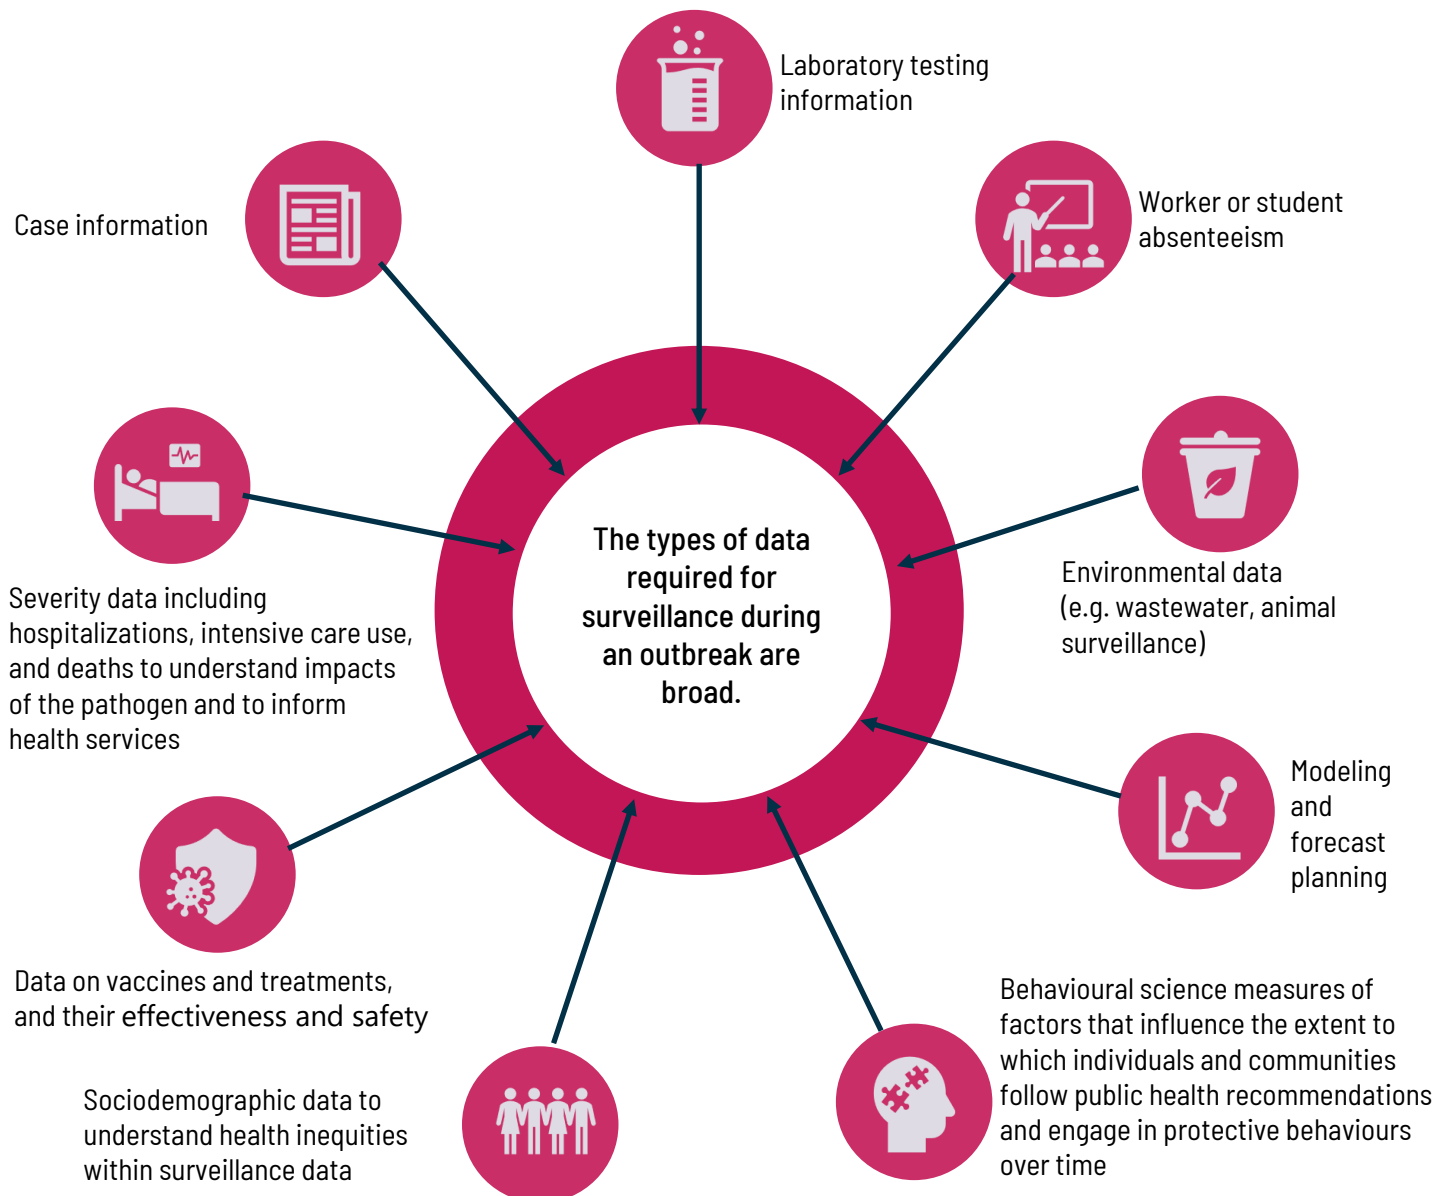 Laboratory testing
information
Case information
Worker or student
absenteeism
The types of data
required for
surveillance during
an outbreak are
broad.
Severity data including
hospitalizations, intensive care use,
and deaths to understand impacts
of the pathogen and to inform
health services
Environmental data
(e.g. wastewater, animal
surveillance)
Modeling
and
forecast
planning
Data on vaccines and treatments,
and their effectiveness and safety
Behavioural science measures of
factors that influence the extent to
which individuals and communities
follow public health recommendations
and engage in protective behaviours
over time
Sociodemographic data to
understand health inequities
within surveillance data